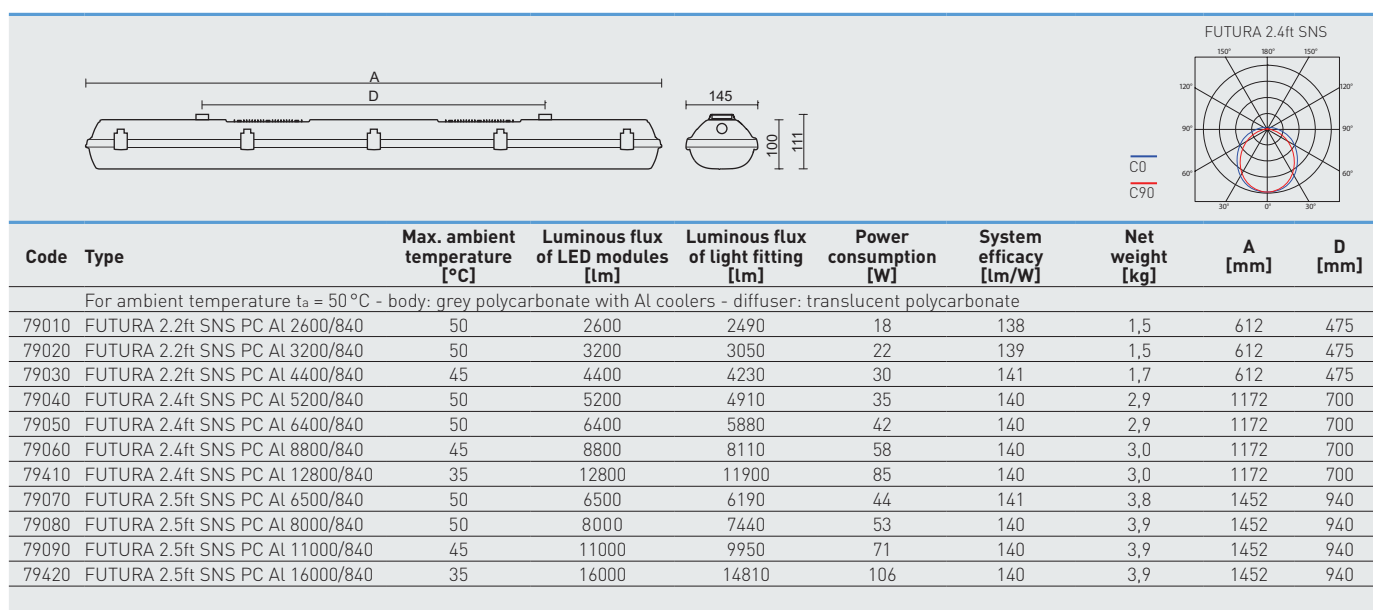 FUTURA 2.4ft SNS
150° 180° 150°
120° 120°
90° 90°
60° 60°
30° 0° 30°
C0
C90
A
D
145
100
111
Code Type Max. ambient temperature [°C] Luminous flux of LED modules [lm] Luminous flux of light fitting [lm] Power consumption [W] System efficacy [lm/W] Net weight [kg] A [mm] D [mm]
For ambient temperature ta = 50 °C - body: grey polycarbonate with Al coolers - diffuser: translucent polycarbonate
79010 FUTURA 2.2ft SNS PC Al 2600/840 50 2600 2490 18 138 1,5 612 475
79020 FUTURA 2.2ft SNS PC Al 3200/840 50 3200 3050 22 139 1,5 612 475
79030 FUTURA 2.2ft SNS PC Al 4400/840 45 4400 4230 30 141 1,7 612 475
79040 FUTURA 2.4ft SNS PC Al 5200/840 50 5200 4910 35 140 2,9 1172 700
79050 FUTURA 2.4ft SNS PC Al 6400/840 50 6400 5880 42 140 2,9 1172 700
79060 FUTURA 2.4ft SNS PC Al 8800/840 45 8800 8110 58 140 3,0 1172 700
79410 FUTURA 2.4ft SNS PC Al 12800/840 35 12800 11900 85 140 3,0 1172 700
79070 FUTURA 2.5ft SNS PC Al 6500/840 50 6500 6190 44 141 3,8 1452 940
79080 FUTURA 2.5ft SNS PC Al 8000/840 50 8000 7440 53 140 3,9 1452 940
79090 FUTURA 2.5ft SNS PC Al 11000/840 45 11000 9950 71 140 3,9 1452 940
79420 FUTURA 2.5ft SNS PC Al 16000/840 35 16000 14810 106 140 3,9 1452 940